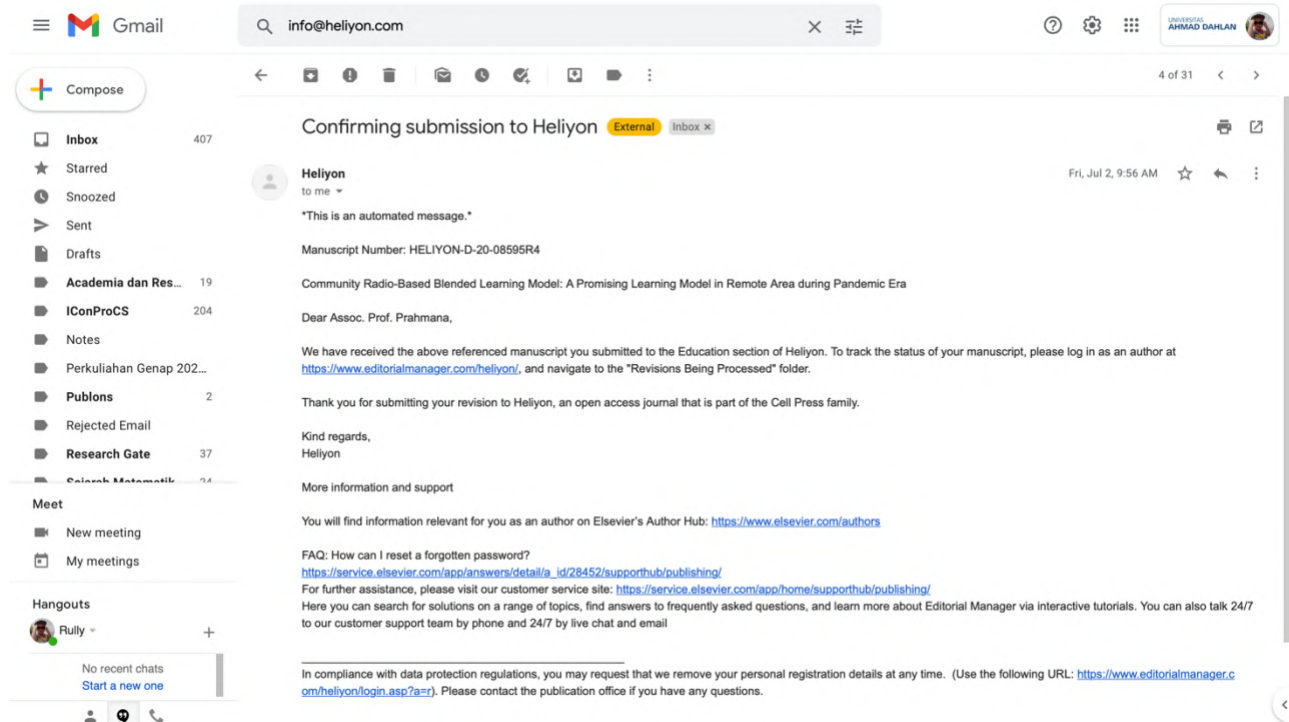 Gmail
info@heliyon.com
UNIVERSITAS
AHMAD DAHLAN
Compose
4 of 31
Inbox 407
Starred
Snoozed
Sent
Drafts
Academia dan Res... 19
IConProCS 204
Notes
Perkuliahan Genap 202...
Publons 2
Rejected Email
Research Gate 37
Sejarah Matematik 24
Meet
New meeting
My meetings
Hangouts
Rully
No recent chats
Start a new one
Confirming submission to Heliyon External Inbox x
Heliyon Fri, Jul 2, 9:56 AM
to me
*This is an automated message.*
Manuscript Number: HELIYON-D-20-08595R4
Community Radio-Based Blended Learning Model: A Promising Learning Model in Remote Area during Pandemic Era
Dear Assoc. Prof. Prahmana,
We have received the above referenced manuscript you submitted to the Education section of Heliyon. To track the status of your manuscript, please log in as an author at
https://www.editorialmanager.com/heliyon/, and navigate to the "Revisions Being Processed" folder.
Thank you for submitting your revision to Heliyon, an open access journal that is part of the Cell Press family.
Kind regards,
Heliyon
More information and support
You will find information relevant for you as an author on Elsevier's Author Hub: https://www.elsevier.com/authors
FAQ: How can I reset a forgotten password?
https://service.elsevier.com/app/answers/detail/a_id/28452/supporthub/publishing/
For further assistance, please visit our customer service site: https://service.elsevier.com/app/home/supporthub/publishing/
Here you can search for solutions on a range of topics, find answers to frequently asked questions, and learn more about Editorial Manager via interactive tutorials. You can also talk 24/7
to our customer support team by phone and 24/7 by live chat and email
In compliance with data protection regulations, you may request that we remove your personal registration details at any time. (Use the following URL: https://www.editorialmanager.c
om/heliyon/login.asp?a=r). Please contact the publication office if you have any questions.